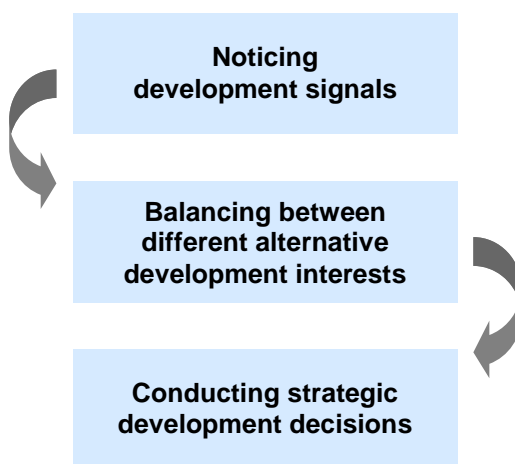 Noticing
development signals
Balancing between
different alternative
development interests
Conducting strategic
development decisions